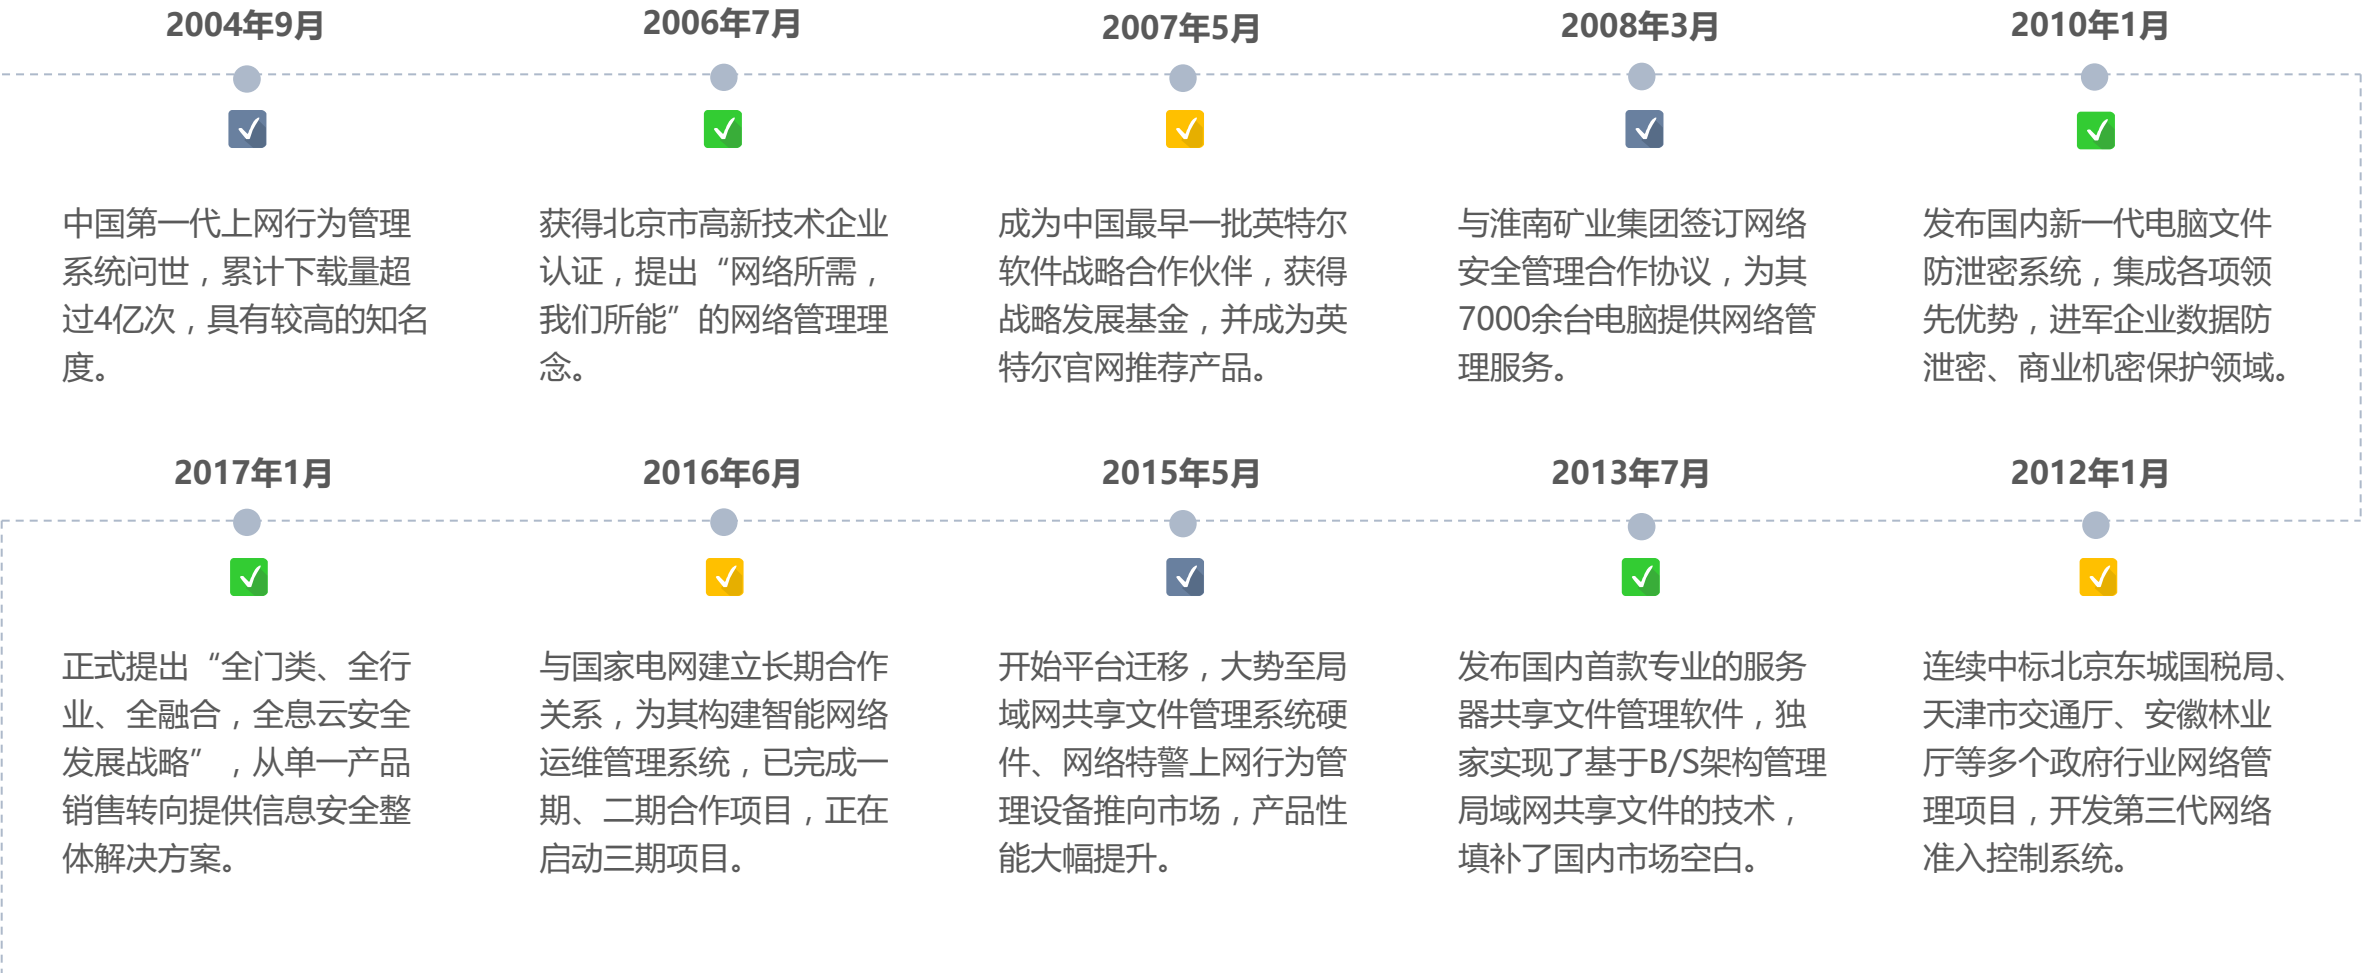 2004年9月
中国第一代上网行为管理
系统问世，累计下载量超
过4亿次，具有较高的知名
度。
2006年7月
获得北京市高新技术企业
认证，提出“网络所需，
我们所能”的网络管理理
念。
2007年5月
成为中国最早一批英特尔
软件战略合作伙伴，获得
战略发展基金，并成为英
特尔官网推荐产品。
2008年3月
与淮南矿业集团签订网络
安全管理合作协议，为其
7000余台电脑提供网络管
理服务。
2010年1月
发布国内新一代电脑文件
防泄密系统，集成各项领
先优势，进军企业数据防
泄密、商业机密保护领域。
2017年1月
正式提出“全门类、全行
业、全融合，全息云安全
发展战略”，从单一产品
销售转向提供信息安全整
体解决方案。
2016年6月
与国家电网建立长期合作
关系，为其构建智能网络
运维管理系统，已完成一
期、二期合作项目，正在
启动三期项目。
2015年5月
开始平台迁移，大势至局
域网共享文件管理系统硬
件、网络特警上网行为管
理设备推向市场，产品性
能大幅提升。
2013年7月
发布国内首款专业的服务
器共享文件管理软件，独
家实现了基于B/S架构管理
局域网共享文件的技术，
填补了国内市场空白。
2012年1月
连续中标北京东城国税局、
天津市交通厅、安徽林业
厅等多个政府行业网络管
理项目，开发第三代网络
准入控制系统。